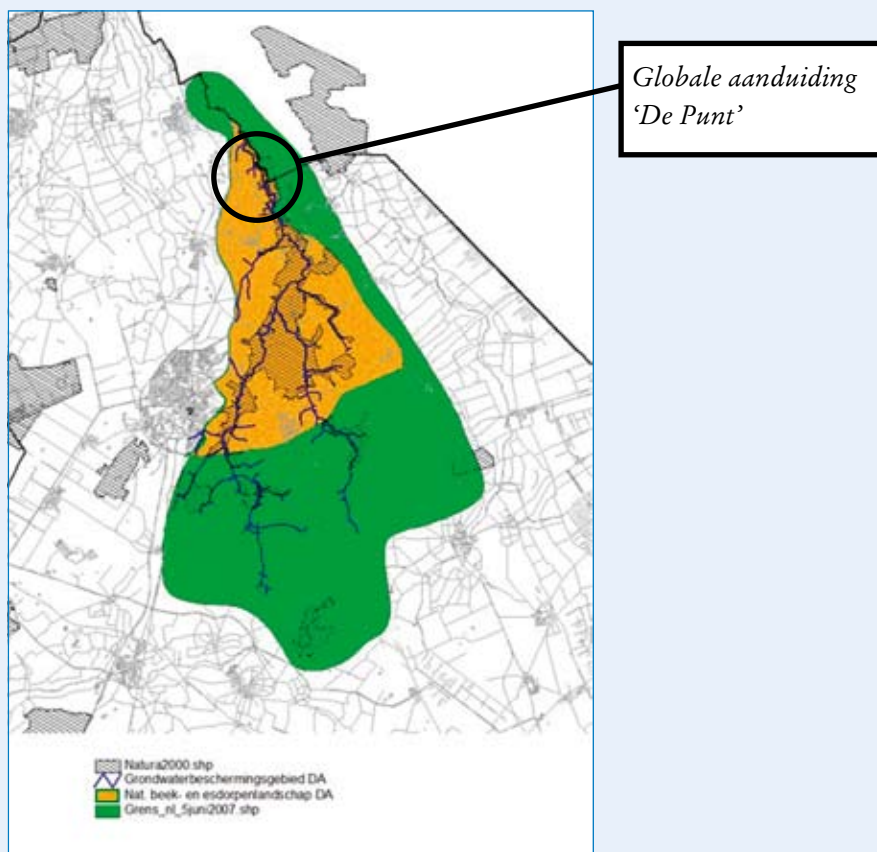 Globale aanduiding
‘De Punt’
Natura2000.shp
Grondwaterbeschermingsgebied DA
Nat. beek- en esdorpenlandschap DA
Grens_nl_5juni2007.shp